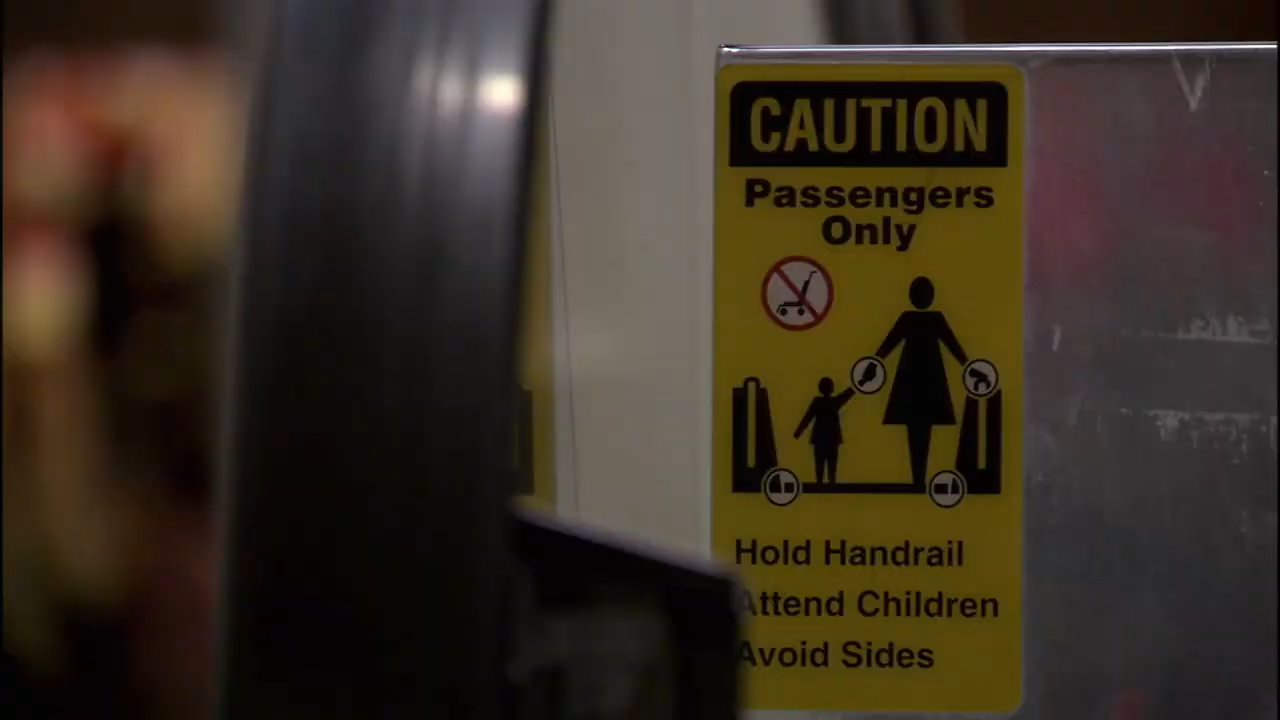 CAUTION
Passengers
Only
Hold Handrail
Attend Children
Avoid Sides